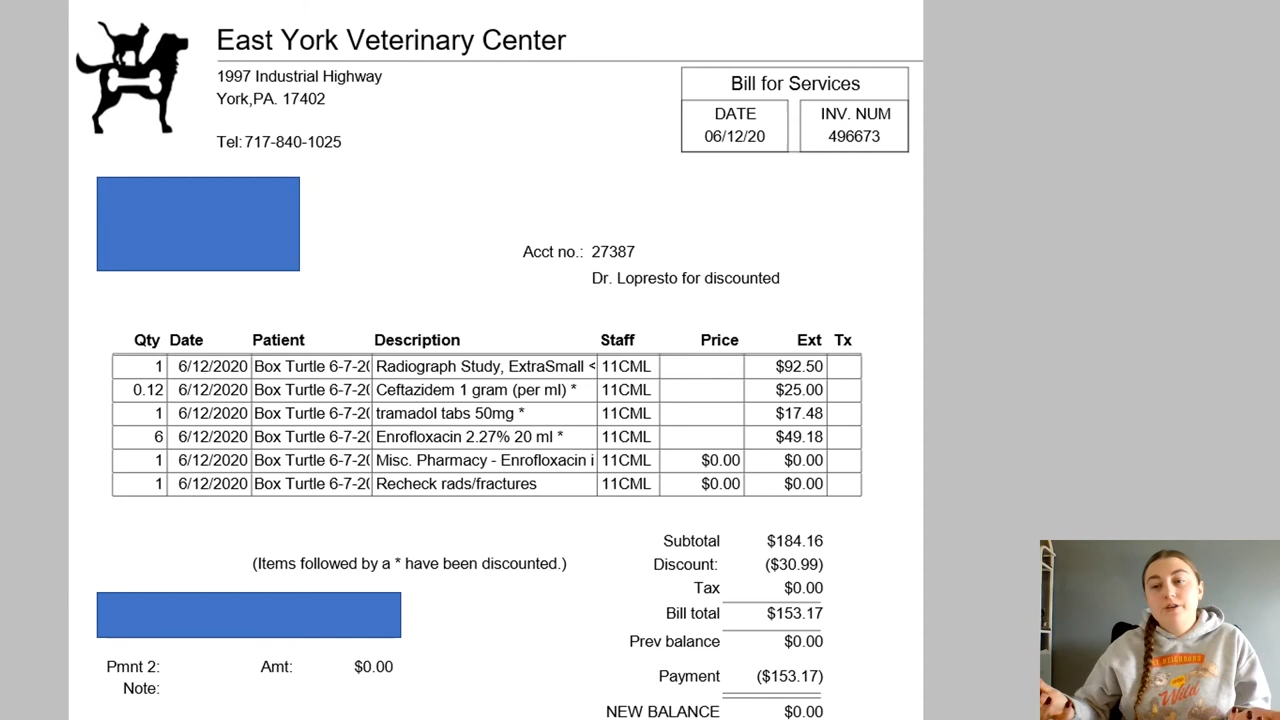 East York Veterinary Center
1997 Industrial Highway
York,PA. 17402
Tel: 717-840-1025
Bill for Services
DATE INV. NUM
06/12/20 496673
Acct no.: 27387
Dr. Lopresto for discounted
Qty Date Patient Description Staff Price Ext Tx
1 6/12/2020 Box Turtle 6-7-20 Radiograph Study, ExtraSmall < 11CML $92.50
0.12 6/12/2020 Box Turtle 6-7-20 Ceftazidem 1 gram (per ml) * 11CML $25.00
1 6/12/2020 Box Turtle 6-7-20 tramadol tabs 50mg * 11CML $17.48
6 6/12/2020 Box Turtle 6-7-20 Enrofloxacin 2.27% 20 ml * 11CML $49.18
1 6/12/2020 Box Turtle 6-7-20 Misc. Pharmacy - Enrofloxacin i 11CML $0.00 $0.00
1 6/12/2020 Box Turtle 6-7-20 Recheck rads/fractures 11CML $0.00 $0.00
Subtotal $184.16
(Items followed by a * have been discounted.) Discount: ($30.99)
Tax $0.00
Bill total $153.17
Prev balance $0.00
Pmnt 2: Amt: $0.00
Payment ($153.17)
Note:
NEW BALANCE $0.00
NEIGHBORS
Wild